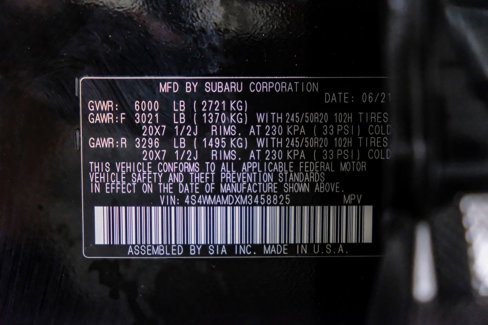 MFD BY SUBARU CORPORATION
DATE: 06/21
GVWR: 6000 LB (2721 KG)
GAWR:F 3021 LB (1370 KG) WITH 245/50R20 102H TIRES
20X7 1/2J RIMS. AT 230 KPA (33 PSI) COLD
GAWR:R 3296 LB (1495 KG) WITH 245/50R20 102H TIRES
20X7 1/2J RIMS. AT 230 KPA (33 PSI) COLD
THIS VEHICLE CONFORMS TO ALL APPLICABLE FEDERAL MOTOR
VEHICLE SAFETY AND THEFT PREVENTION STANDARDS
IN EFFECT ON THE DATE OF MANUFACTURE SHOWN ABOVE.
VIN: 4S4WMAMDXM3458825 MPV
ASSEMBLED BY SIA INC. MADE IN U.S.A.